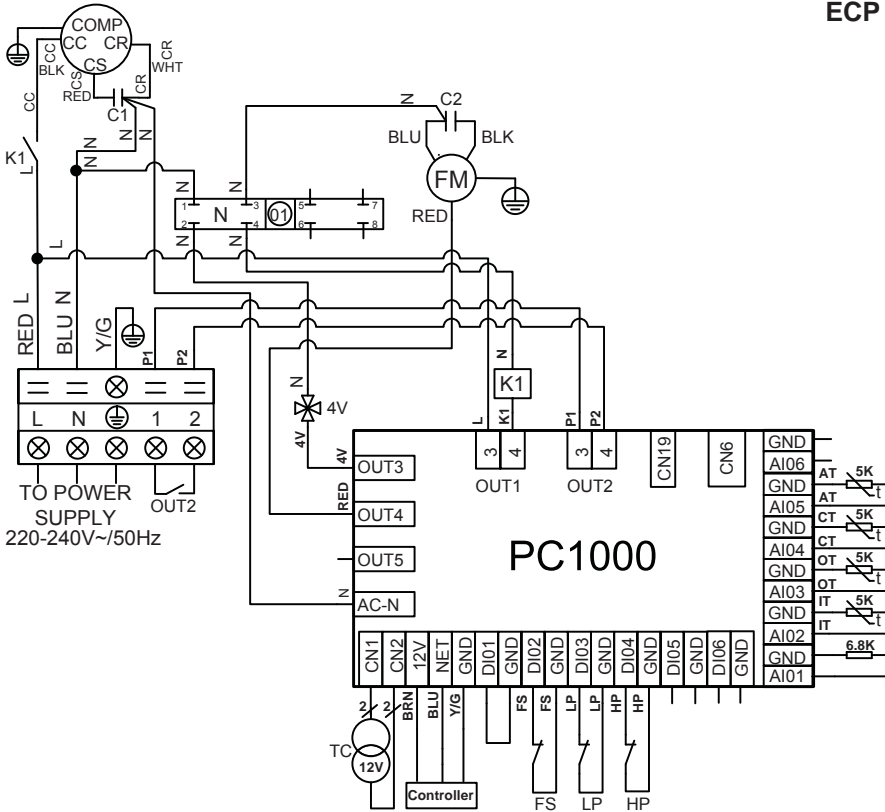 ECP
COMP
CC CR
CS
CC
BLK
CR
WHT
CS
RED
CR
C1
CC
N
N
N
N
N
K1
L
N
C2
BLU
BLK
FM
RED
N
N
1
3
5
7
N
01
2
4
6
8
N
N
L
RED L
BLU N
Y/G
P1
P2
L
N
1
2
TO POWER
SUPPLY
220-240V~/50Hz
OUT2
N
4V
4V
N
K1
L
K1
P1
P2
3
4
3
4
OUT1
OUT2
CN19
CN6
4V
OUT3
RED
OUT4
OUT5
N
AC-N
PC1000
GND
AI06
GND
AI05
GND
AI04
GND
AI03
GND
AI02
GND
AI01
AT
5K
t
AT
CT
5K
t
CT
OT
5K
t
OT
IT
5K
t
IT
6.8K
CN1
CN2
12V
NET
GND
DI01
GND
DI02
GND
DI03
GND
DI04
GND
DI05
GND
DI06
GND
2
2
BRN
BLU
Y/G
FS
FS
LP
LP
HP
HP
TC
12V
Controller
FS
LP
HP